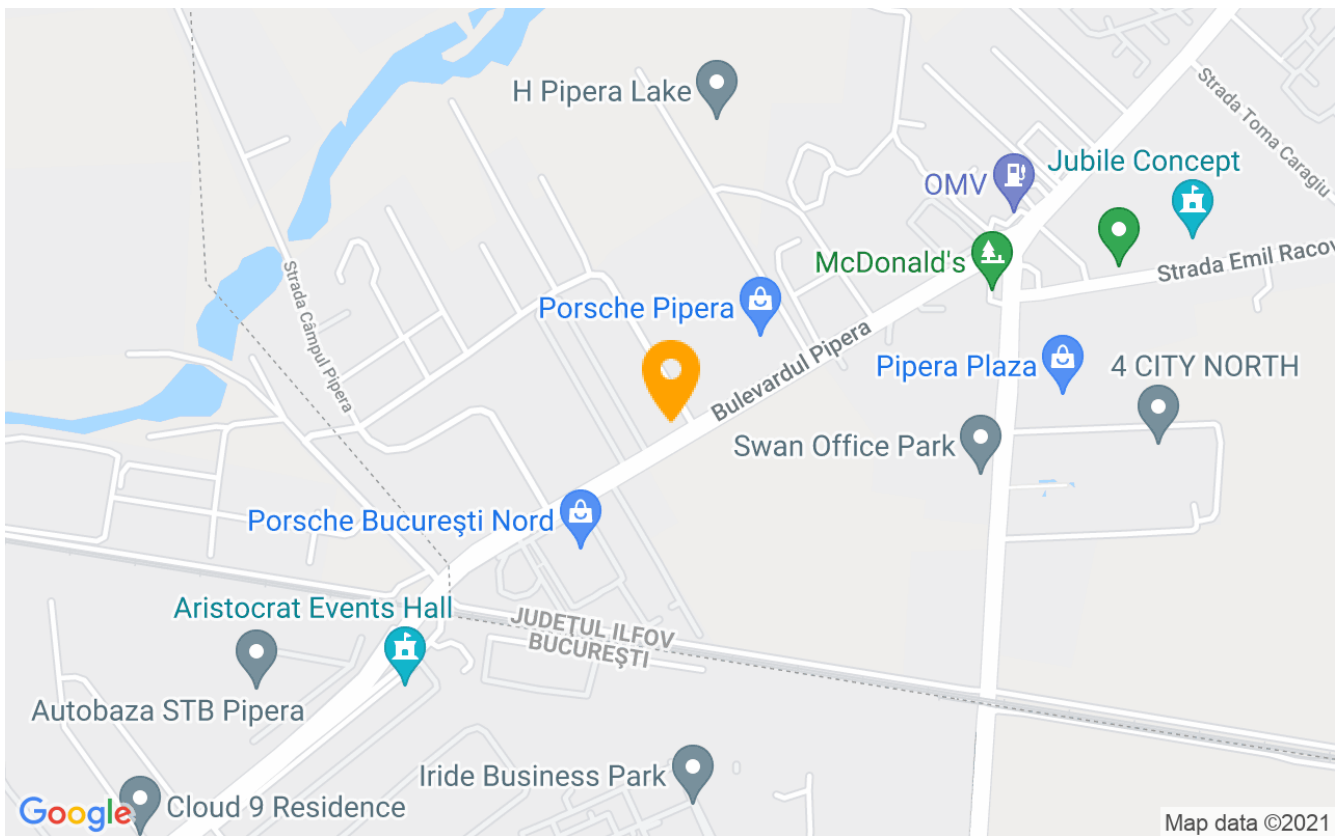 H Pipera Lake
Strada Toma Caragiu
Jubile Concept
OMV
McDonald's
Strada Emil Racov
Strada Câmpul Pipera
Porsche Pipera
Bulevardul Pipera
Pipera Plaza
4 CITY NORTH
Swan Office Park
Porsche Bucureşti Nord
Aristocrat Events Hall
JUDEȚUL ILFOV
BUCUREŞTI
Autobaza STB Pipera
Iride Business Park
Cloud 9 Residence
Google
Map data ©2021